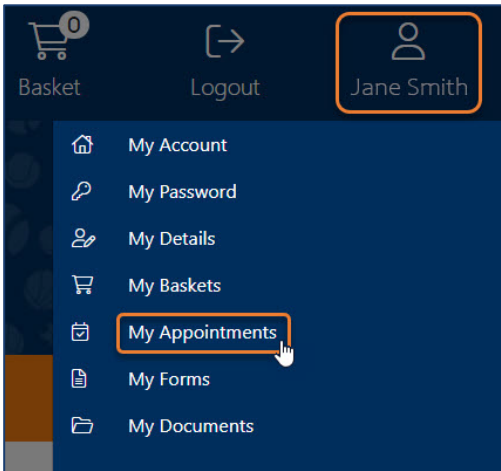 0
Basket
Logout
Jane Smith
My Account
My Password
My Details
My Baskets
My Appointments
My Forms
My Documents